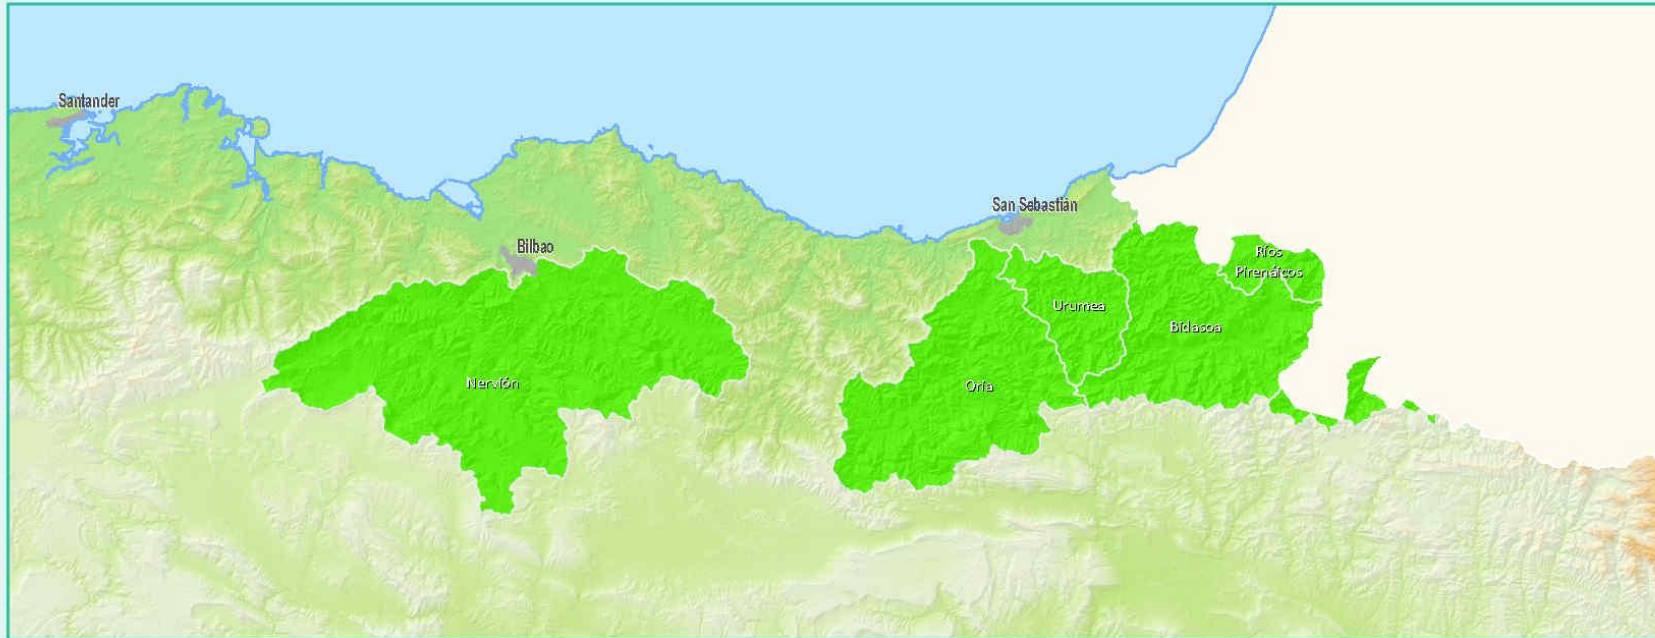 Santander
San Sebastián
Bilbao
Ríos
Pirenáicos
Urumea
Bidasoa
Nervión
Oria